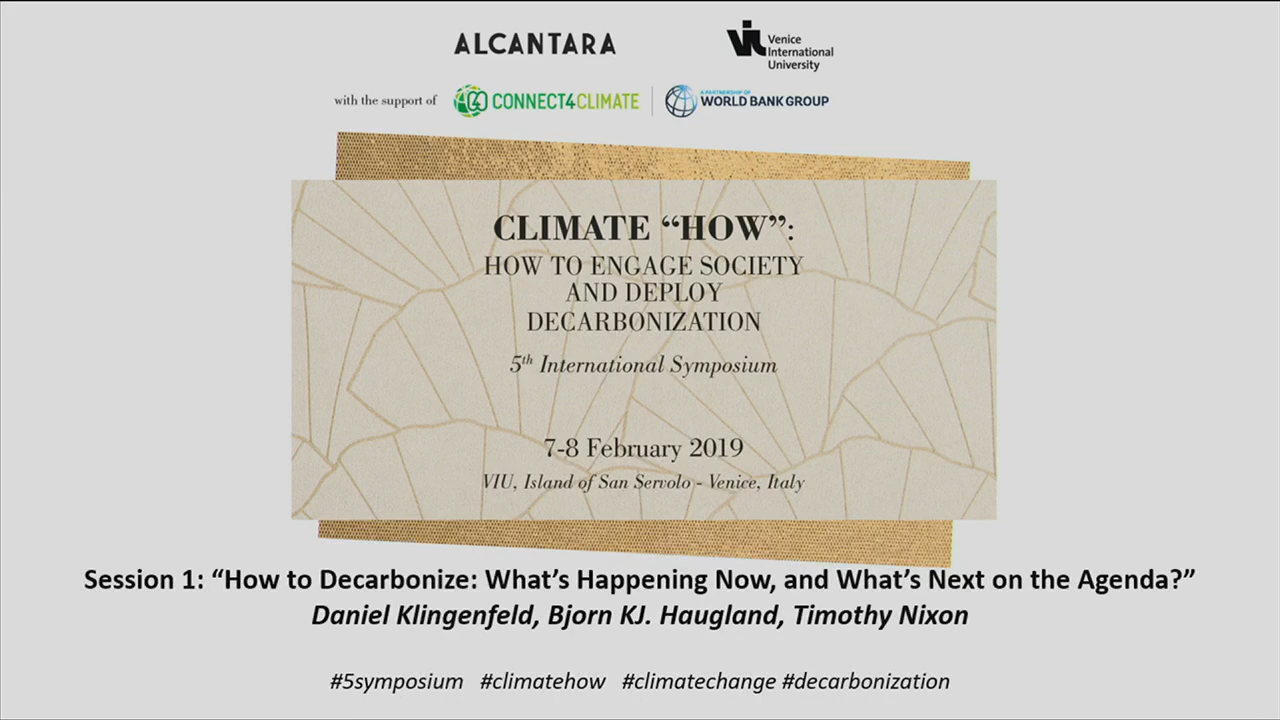 ALCANTARA
Venice
International
University
with the support of
CONNECT4CLIMATE
A PARTNERSHIP OF
WORLD BANK GROUP
CLIMATE “HOW”:
HOW TO ENGAGE SOCIETY
AND DEPLOY
DECARBONIZATION
5th International Symposium
7-8 February 2019
VIU, Island of San Servolo - Venice, Italy
Session 1: “How to Decarbonize: What’s Happening Now, and What’s Next on the Agenda?”
Daniel Klingenfeld, Bjorn KJ. Haugland, Timothy Nixon
#5symposium #climatehow #climatechange #decarbonization